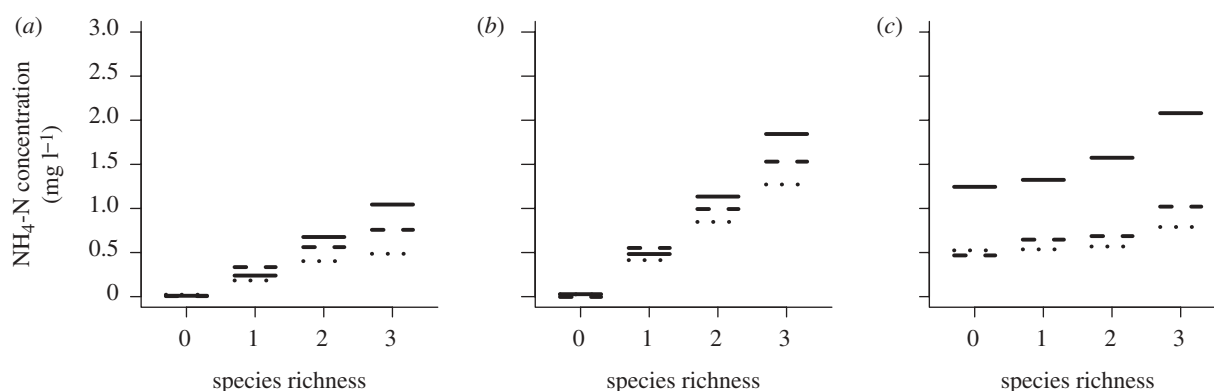 (a) (b) (c)
NH₄-N concentration
(mg l⁻¹)
3.0
2.5
2.0
1.5
1.0
0.5
0
0 1 2 3 0 1 2 3 0 1 2 3
species richness species richness species richness